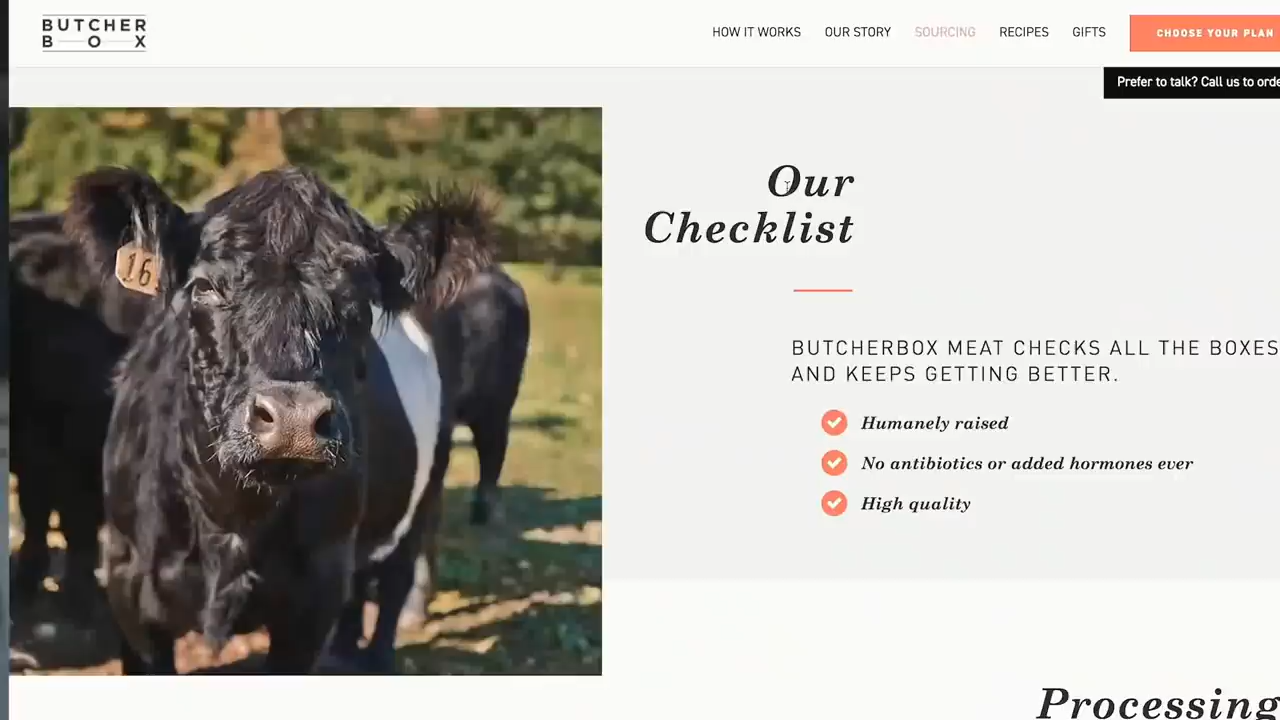 BUTCHER
BOX
HOW IT WORKS
OUR STORY
SOURCING
RECIPES
GIFTS
CHOOSE YOUR PLAN
Prefer to talk? Call us to orde
16
Our
Checklist
BUTCHERBOX MEAT CHECKS ALL THE BOXES
AND KEEPS GETTING BETTER.
Humanely raised
No antibiotics or added hormones ever
High quality
Processing